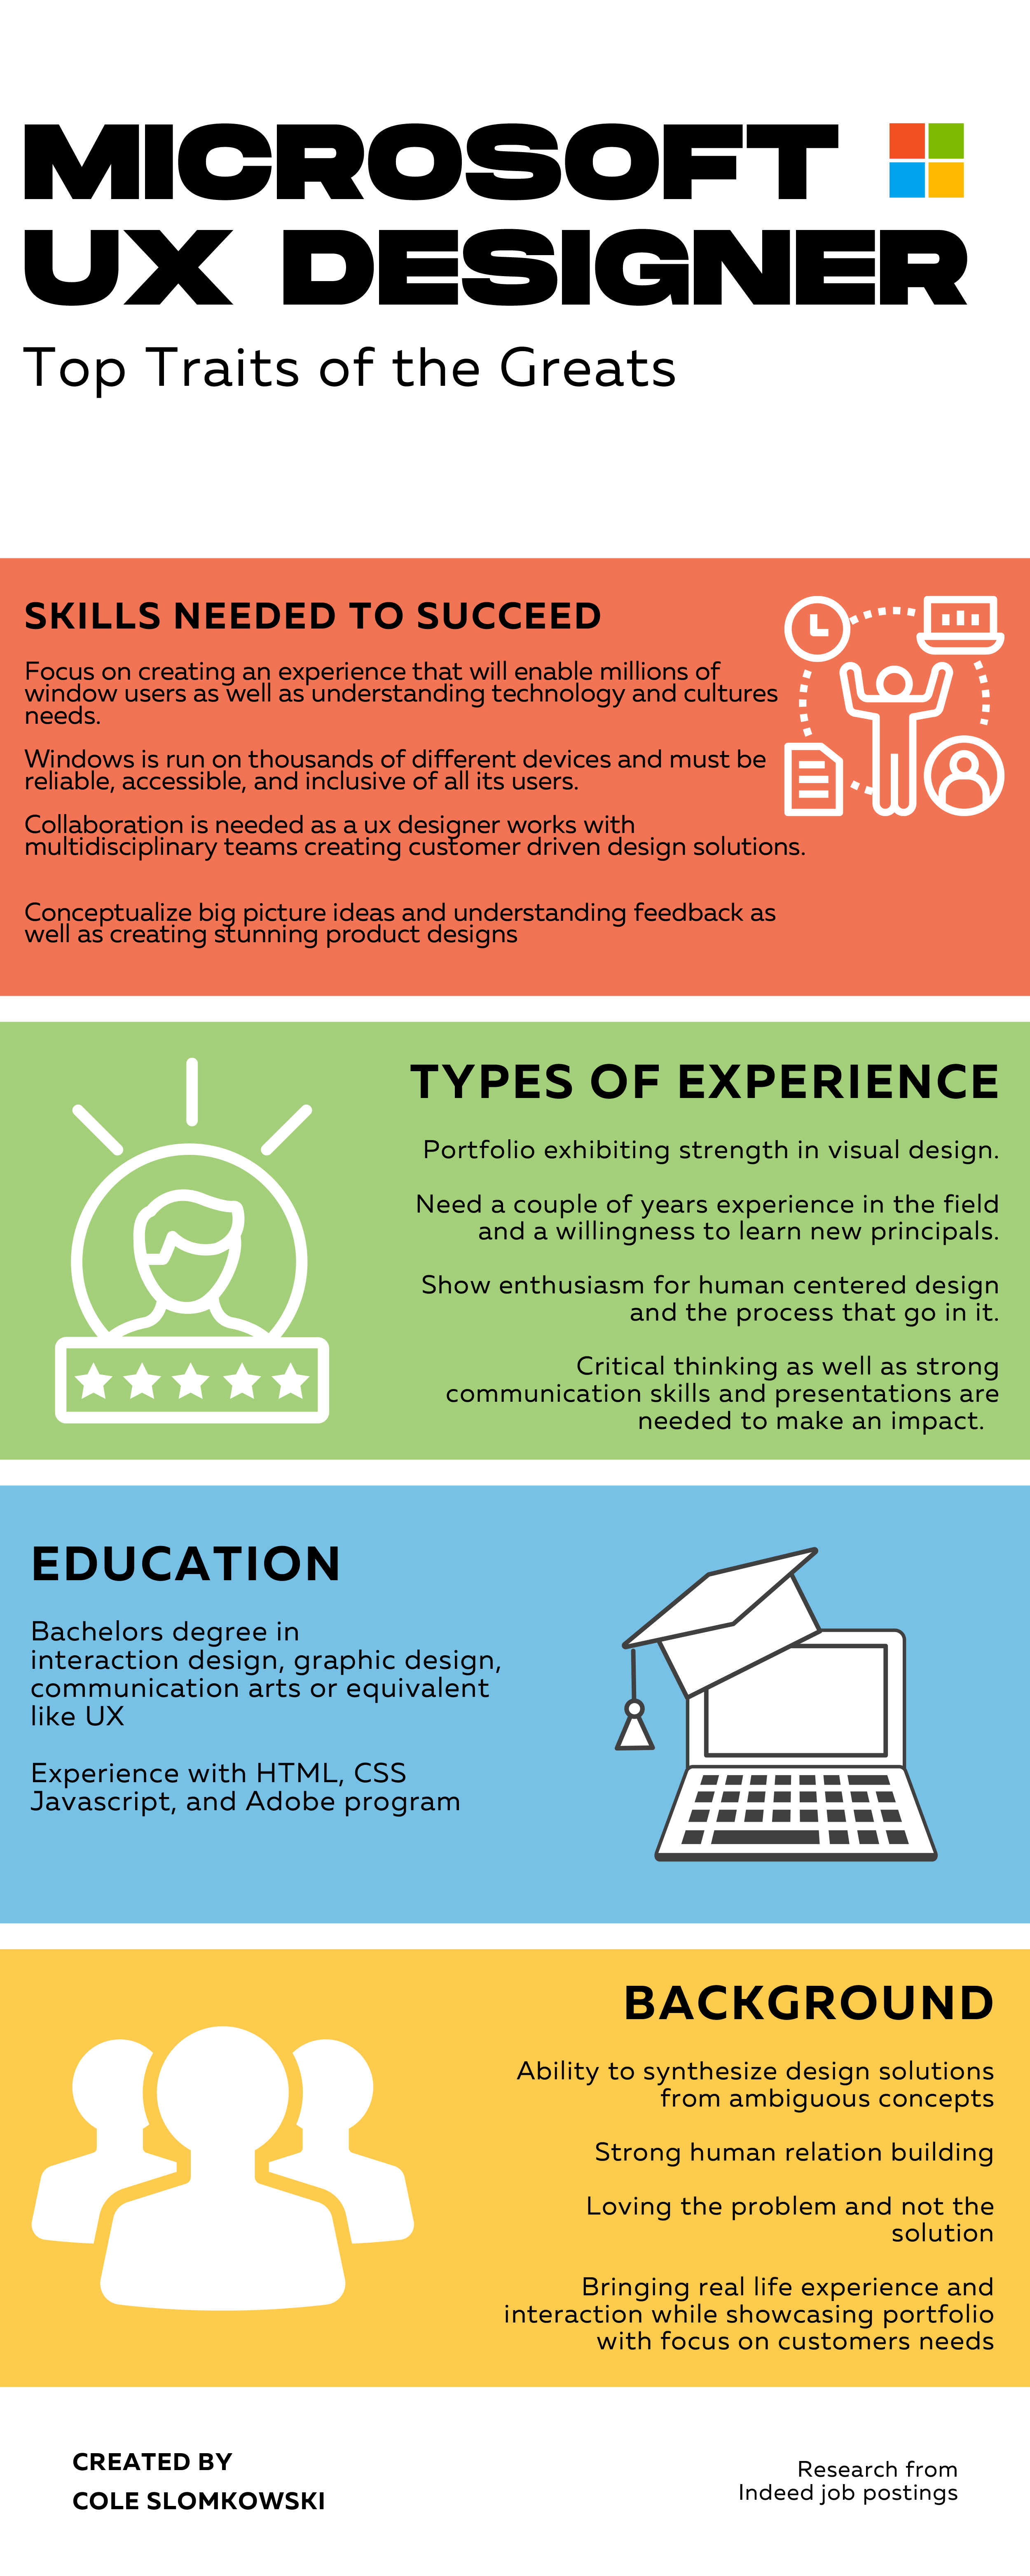 MICROSOFT
UX DESIGNER
Top Traits of the Greats
SKILLS NEEDED TO SUCCEED
Focus on creating an experience that will enable millions of
window users as well as understanding technology and cultures
needs.
Windows is run on thousands of different devices and must be
reliable, accessible, and inclusive of all its users.
Collaboration is needed as a ux designer works with
multidisciplinary teams creating customer driven design solutions.
Conceptualize big picture ideas and understanding feedback as
well as creating stunning product designs
TYPES OF EXPERIENCE
Portfolio exhibiting strength in visual design.
Need a couple of years experience in the field
and a willingness to learn new principals.
Show enthusiasm for human centered design
and the process that go in it.
Critical thinking as well as strong
communication skills and presentations are
needed to make an impact.
EDUCATION
Bachelors degree in
interaction design, graphic design,
communication arts or equivalent
like UX
Experience with HTML, CSS
Javascript, and Adobe program
BACKGROUND
Ability to synthesize design solutions
from ambiguous concepts
Strong human relation building
Loving the problem and not the
solution
Bringing real life experience and
interaction while showcasing portfolio
with focus on customers needs
CREATED BY
COLE SLOMKOWSKI
Research from
Indeed job postings